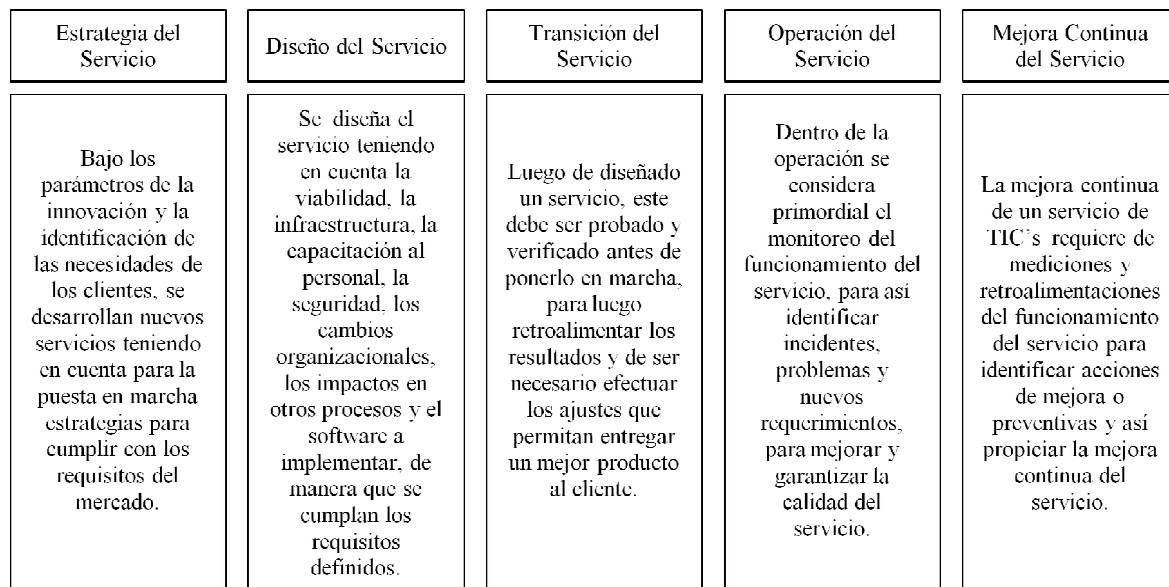 Estrategia del
Servicio
Diseño del Servicio
Transición del
Servicio
Operación del
Servicio
Mejora Continua
del Servicio
Bajo los
parámetros de la
innovación y la
identificación de
las necesidades de
los clientes, se
desarrollan nuevos
servicios teniendo
en cuenta para la
puesta en marcha
estrategias para
cumplir con los
requisitos del
mercado.
Se diseña el
servicio teniendo
en cuenta la
viabilidad, la
infraestructura, la
capacitación al
personal, la
seguridad, los
cambios
organizacionales,
los impactos en
otros procesos y el
software a
implementar, de
manera que se
cumplan los
requisitos
definidos.
Luego de diseñado
un servicio, este
debe ser probado y
verificado antes de
ponerlo en marcha,
para luego
retroalimentar los
resultados y de ser
necesario efectuar
los ajustes que
permitan entregar
un mejor producto
al cliente.
Dentro de la
operación se
considera
primordial el
monitoreo del
funcionamiento del
servicio, para así
identificar
incidentes,
problemas y
nuevos
requerimientos,
para mejorar y
garantizar la
calidad del
servicio.
La mejora continua
de un servicio de
TIC's requiere de
mediciones y
retroalimentaciones
del funcionamiento
del servicio para
identificar acciones
de mejora o
preventivas y así
propiciar la mejora
continua del
servicio.